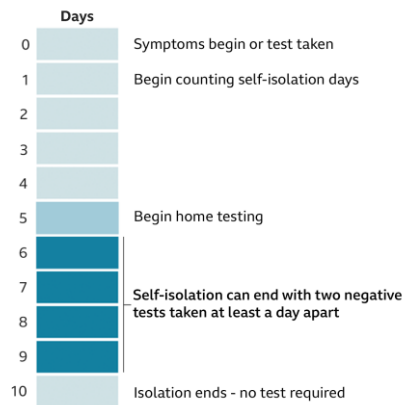 Days
0 Symptoms begin or test taken
1 Begin counting self-isolation days
2
3
4
5 Begin home testing
6
7 Self-isolation can end with two negative
8 tests taken at least a day apart
9
10 Isolation ends - no test required